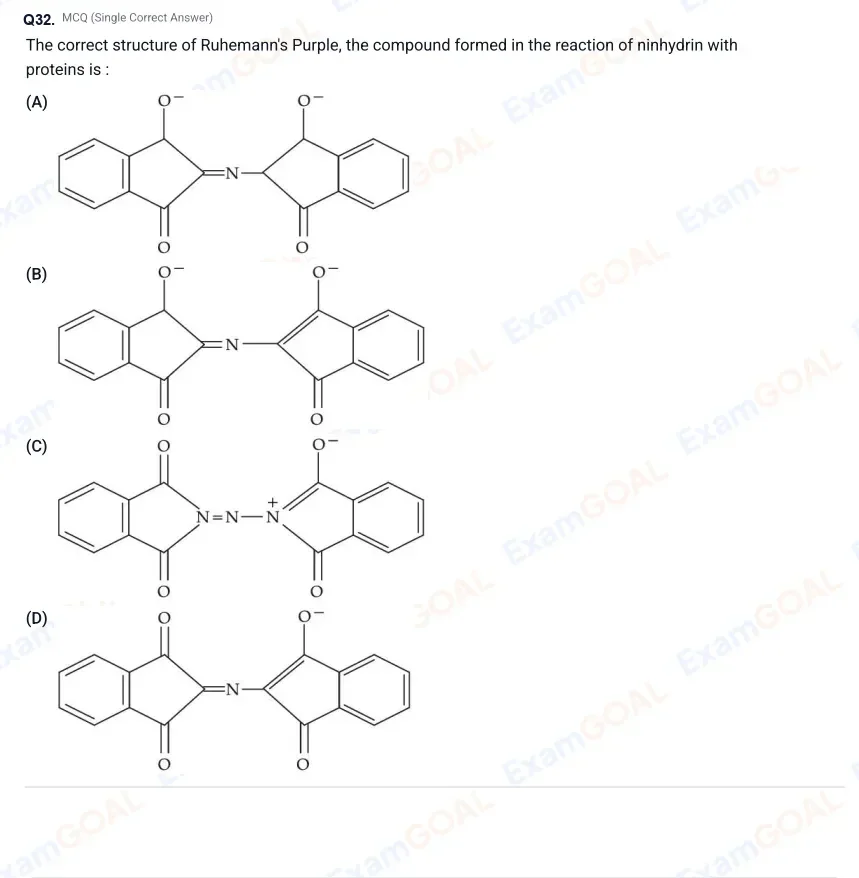 Q32. MCQ (Single Correct Answer)
The correct structure of Ruhemann's Purple, the compound formed in the reaction of ninhydrin with
proteins is :
(A)
O− O−
=N−
O O
(B)
O− O−
=N−
O O
(C)
O O−
N=N−N+
O O
(D)
O O−
=N−
O O
ExamGOAL